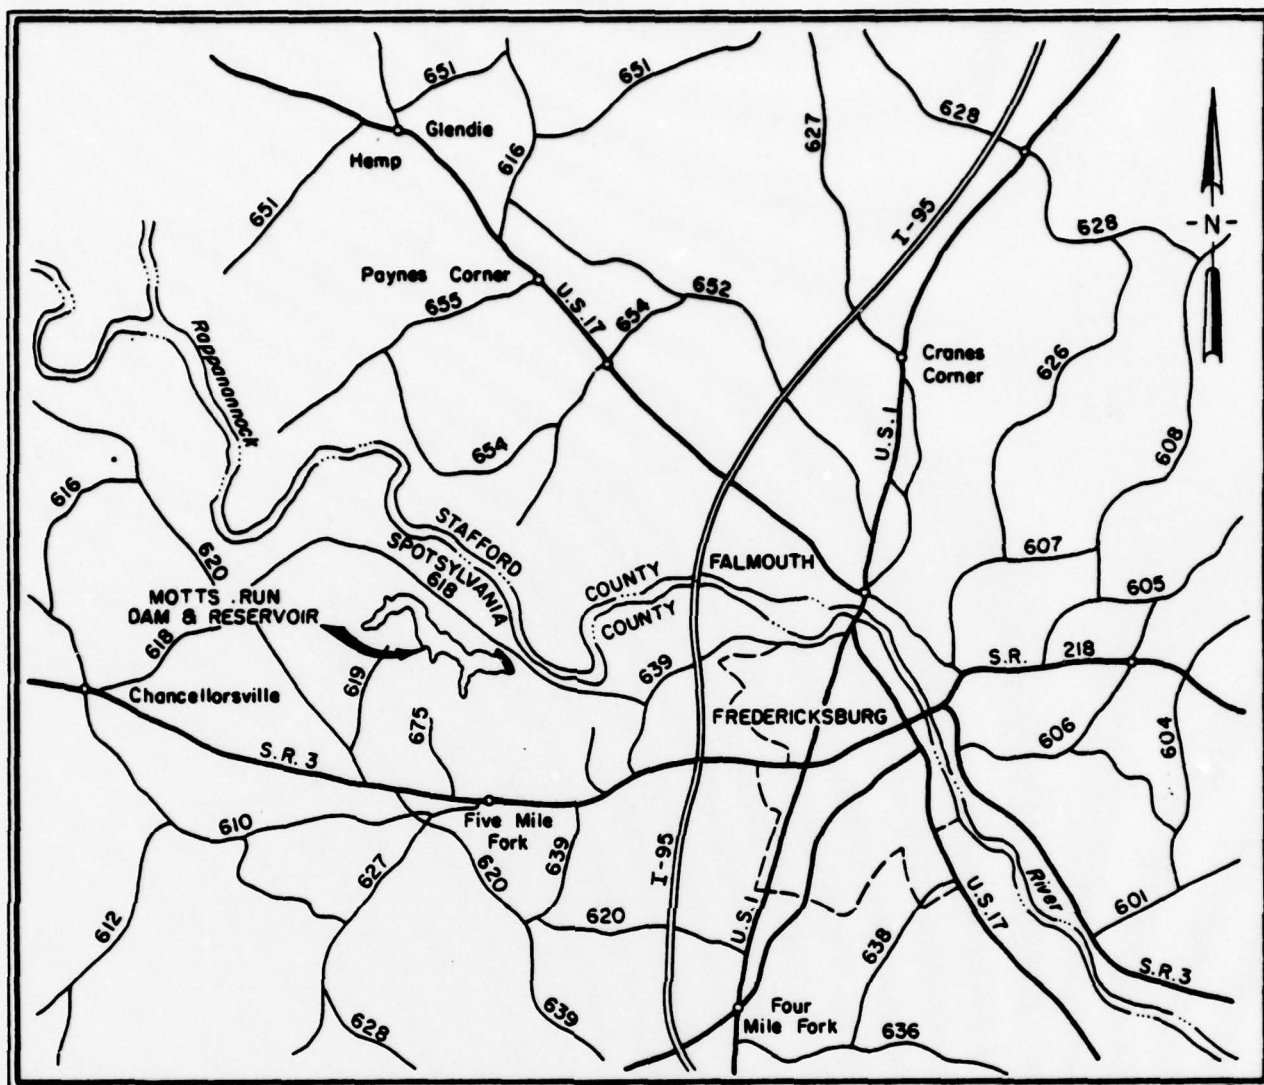 651
651
628
627
Glendie
Hemp
616
651
I-95
-N-
628
Paynes Corner
655
U.S.17
654
652
Rappahannock
Cranes
Corner
626
U.S.1
608
654
616
STAFFORD
SPOTSYLVANIA
618
620
COUNTY
COUNTY
FALMOUTH
607
605
MOTTS RUN
DAM & RESERVOIR
618
619
639
S.R. 218
Chancellorsville
675
FREDERICKSBURG
606
604
S.R. 3
610
Five Mile
Fork
627
620
639
I-95
620
U.S.1
638
U.S.17
River
601
612
S.R.3
Four
Mile Fork
628
639
636